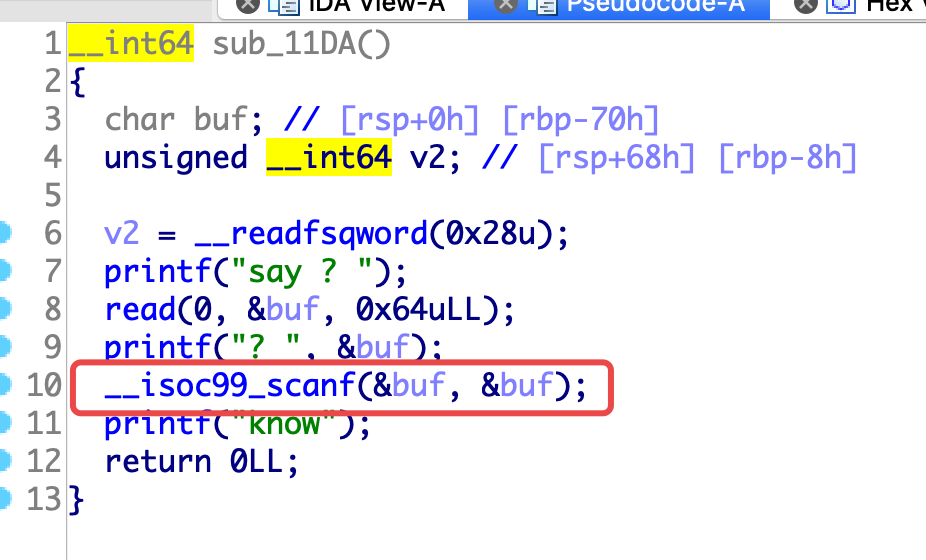 IDA View-A Pseudocode-A Hex
1 __int64 sub_11DA()
2 {
3 char buf; // [rsp+0h] [rbp-70h]
4 unsigned __int64 v2; // [rsp+68h] [rbp-8h]
5
6 v2 = __readfsqword(0x28u);
7 printf("say ? ");
8 read(0, &buf, 0x64uLL);
9 printf("? ", &buf);
10 __isoc99_scanf(&buf, &buf);
11 printf("know");
12 return 0LL;
13 }